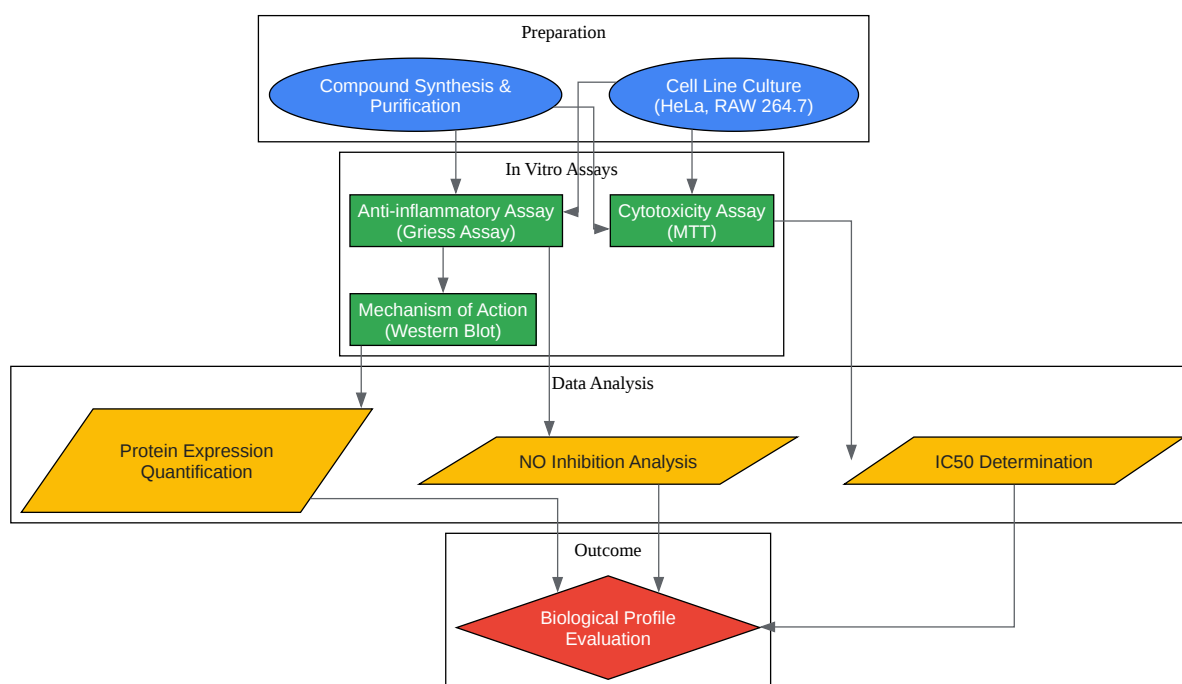 Preparation
Compound Synthesis &
Purification
Cell Line Culture
(HeLa, RAW 264.7)
In Vitro Assays
Anti-inflammatory Assay
(Griess Assay)
Cytotoxicity Assay
(MTT)
Mechanism of Action
(Western Blot)
Data Analysis
Protein Expression
Quantification
NO Inhibition Analysis
IC50 Determination
Outcome
Biological Profile
Evaluation